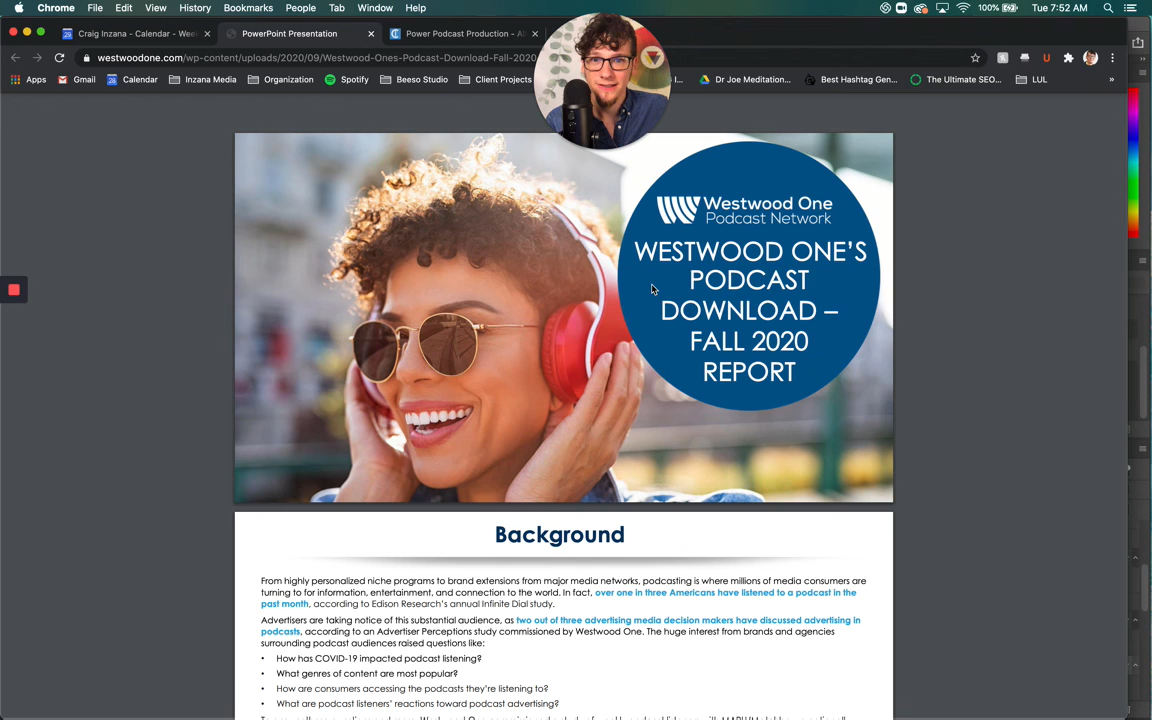 Chrome File Edit View History Bookmarks People Tab Window Help 100% Tue 7:52 AM
Craig Inzana - Calendar - Wee PowerPoint Presentation Power Podcast Production - A
westwoodone.com/wp-content/uploads/2020/09/Westwood-Ones-Podcast-Download-Fall-2020
Apps Gmail Calendar Inzana Media Organization Spotify Beeso Studio Client Projects Dr Joe Meditation... Best Hashtag Gen... The Ultimate SEO... LUL »
Westwood One
Podcast Network
WESTWOOD ONE'S
PODCAST
DOWNLOAD –
FALL 2020
REPORT
Background
From highly personalized niche programs to brand extensions from major media networks, podcasting is where millions of media consumers are
turning to for information, entertainment, and connection to the world. In fact, over one in three Americans have listened to a podcast in the
past month, according to Edison Research's annual Infinite Dial study.
Advertisers are taking notice of this substantial audience, as two out of three advertising media decision makers have discussed advertising in
podcasts, according to an Advertiser Perceptions study commissioned by Westwood One. The huge interest from brands and agencies
surrounding podcast audiences raised questions like:
• How has COVID-19 impacted podcast listening?
• What genres of content are most popular?
• How are consumers accessing the podcasts they're listening to?
• What are podcast listeners' reactions toward podcast advertising?